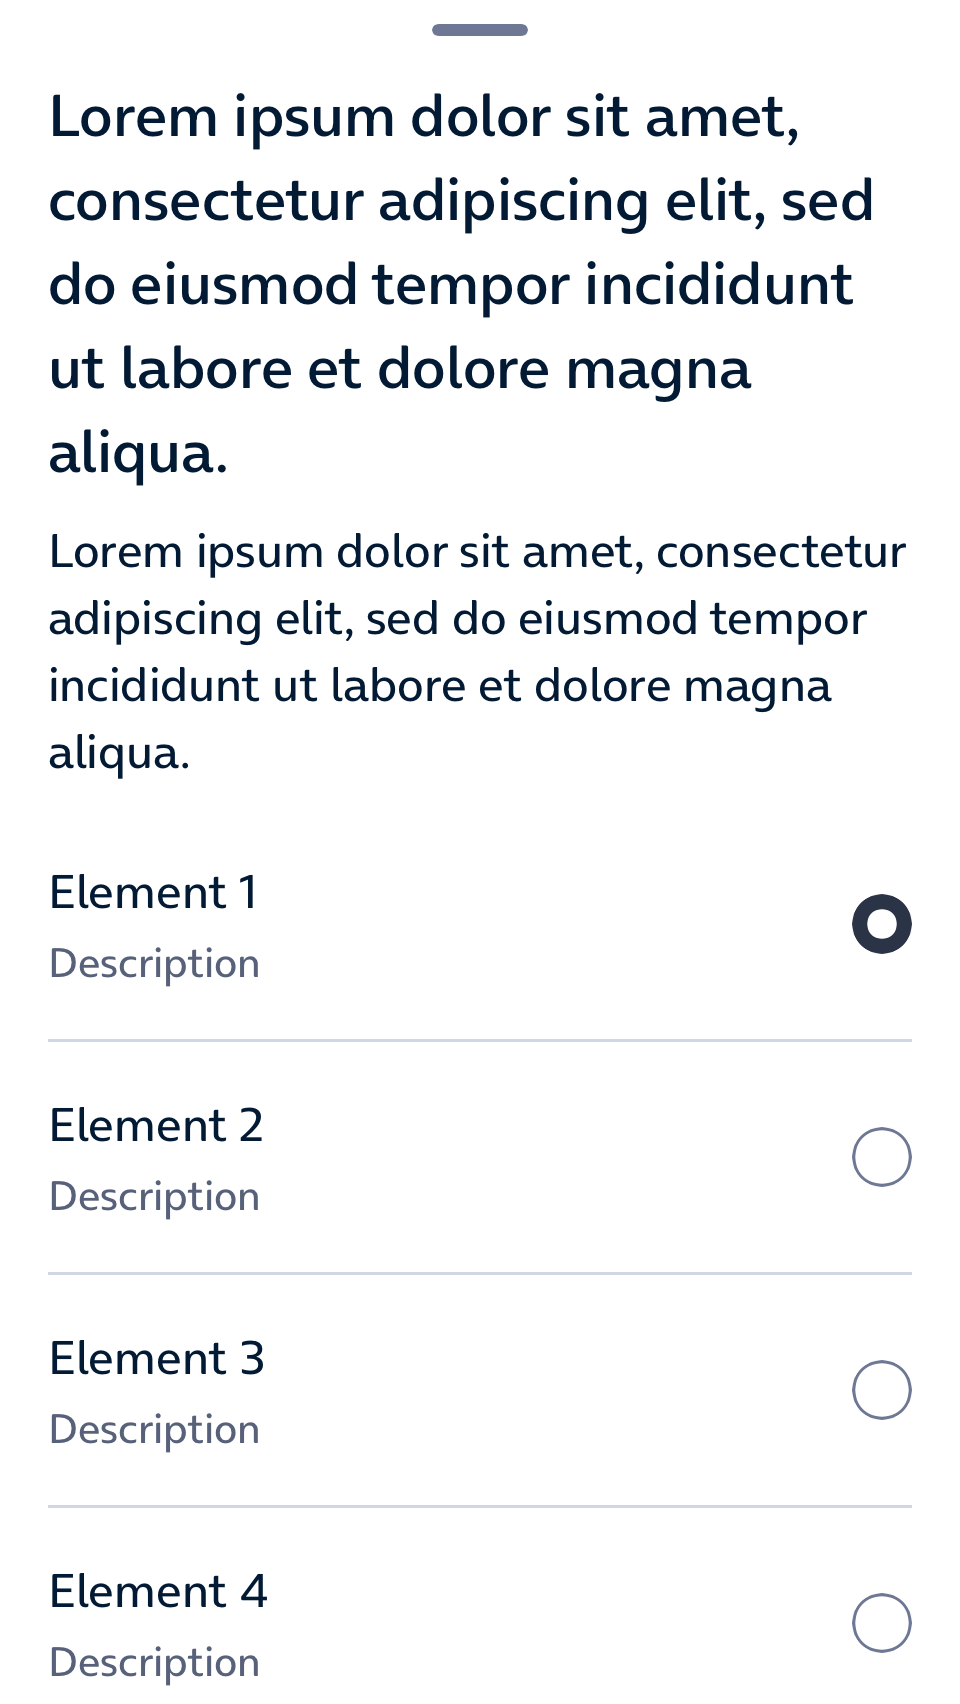 Lorem ipsum dolor sit amet,
consectetur adipiscing elit, sed
do eiusmod tempor incididunt
ut labore et dolore magna
aliqua.
Lorem ipsum dolor sit amet, consectetur
adipiscing elit, sed do eiusmod tempor
incididunt ut labore et dolore magna
aliqua.
Element 1
Description
Element 2
Description
Element 3
Description
Element 4
Description